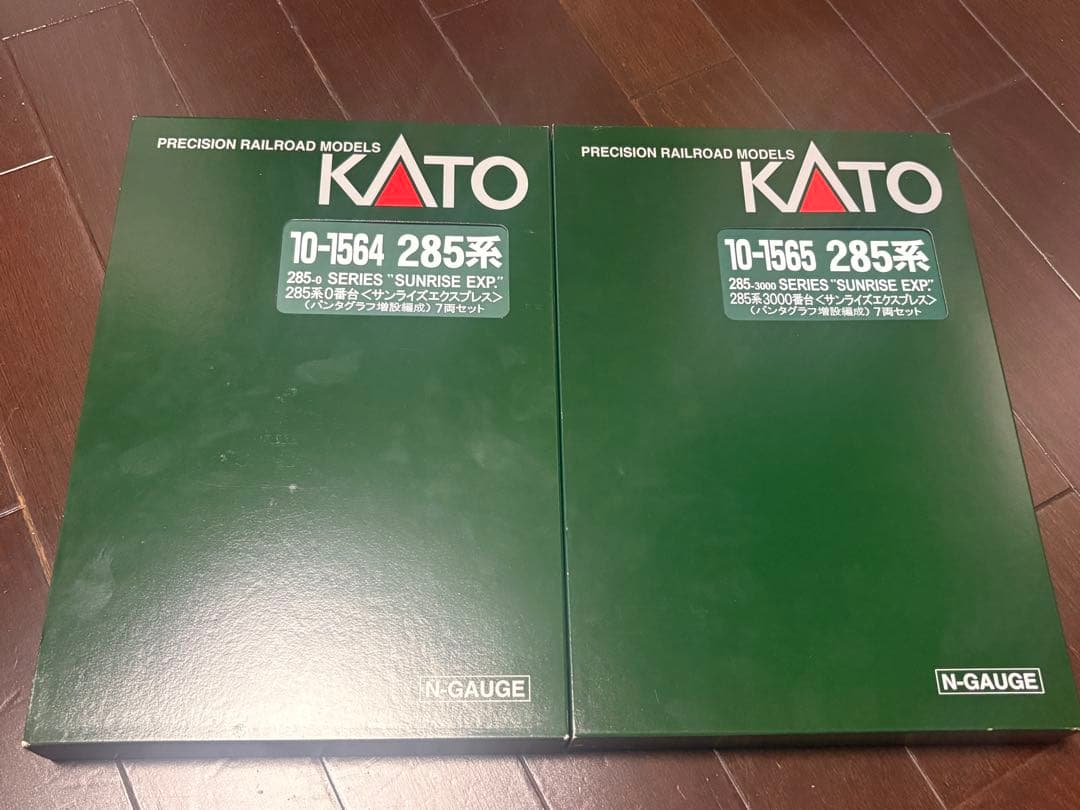 PRECISION RAILROAD MODELS
KATO
10-1564 285系
285-0 SERIES "SUNRISE EXP."
285系0番台<サンライズエクスプレス>
(パンタグラフ増設編成) 7両セット
N-GAUGE
PRECISION RAILROAD MODELS
KATO
10-1565 285系
285-3000 SERIES "SUNRISE EXP."
285系3000番台<サンライズエクスプレス>
(パンタグラフ増設編成) 7両セット
N-GAUGE